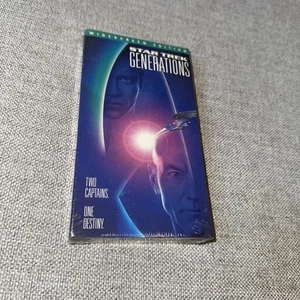 WIDESCREEN EDITION
STAR TREK
GENERATIONS
TWO
CAPTAINS.
ONE
DESTINY.